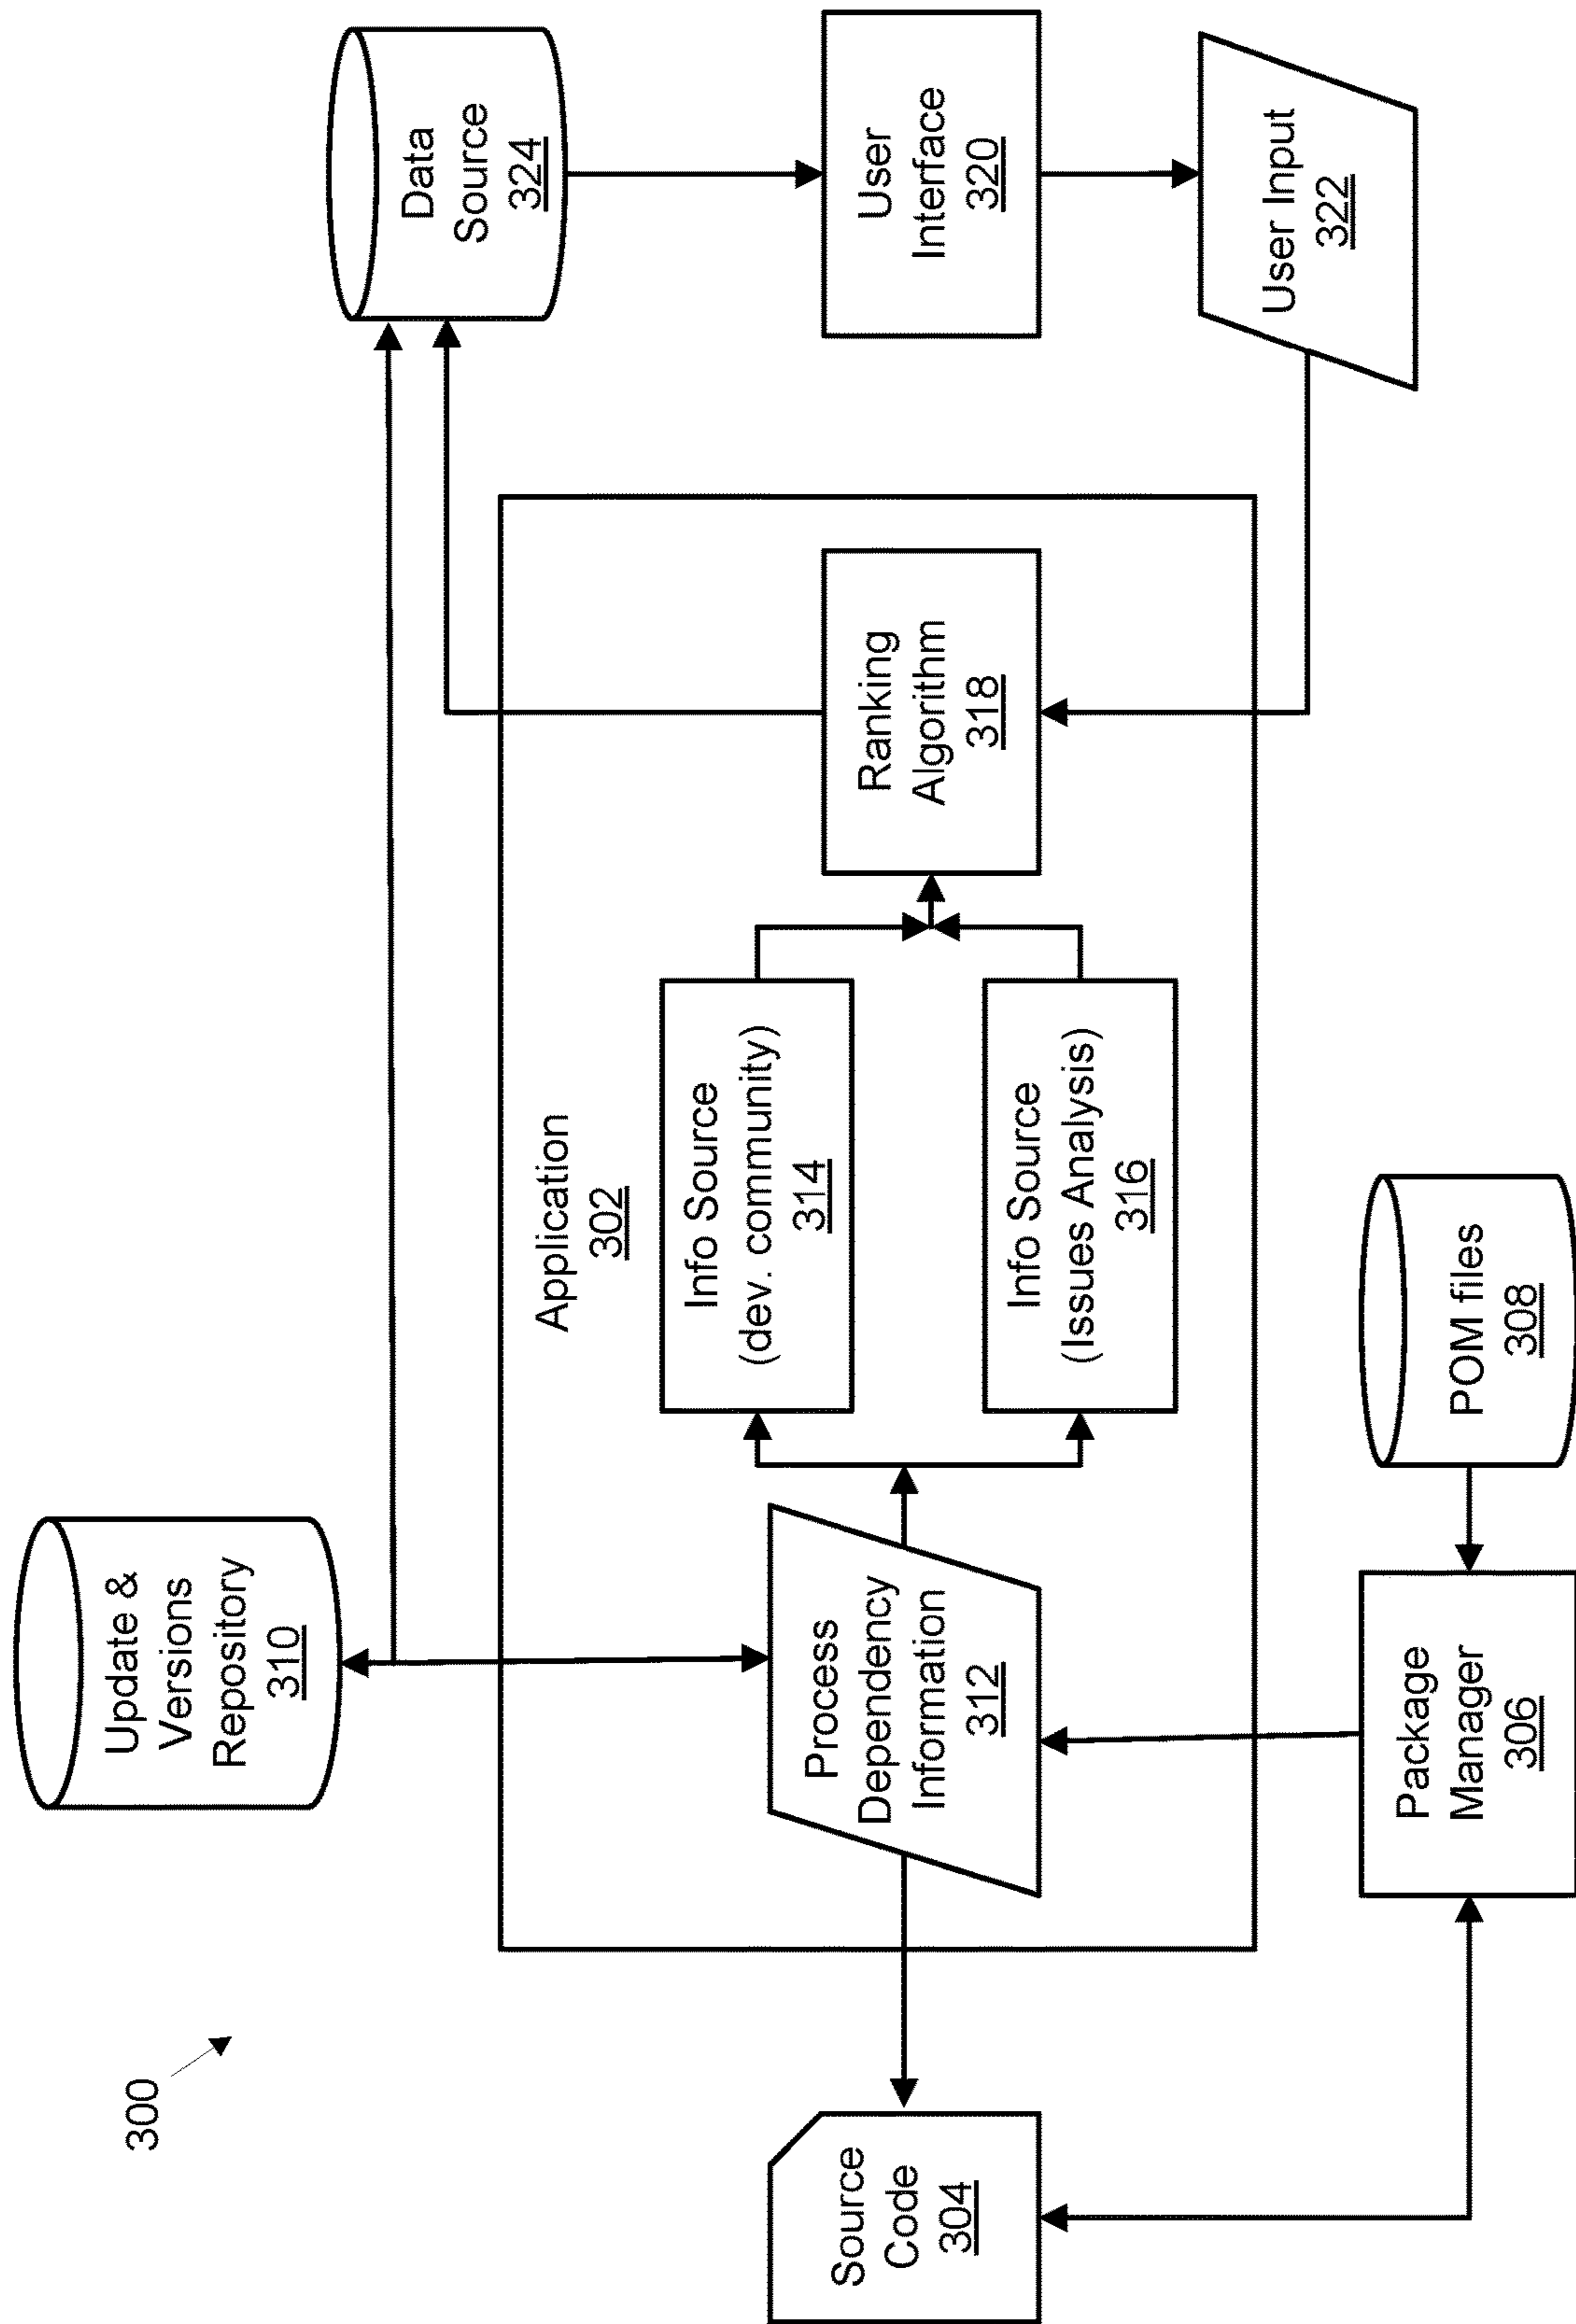 300
Update &
Versions
Repository
310
Data
Source
324
Application
302
Info Source
(dev. community)
314
Source
Code
304
Process
Dependency
Information
312
Ranking
Algorithm
318
User
Interface
320
Info Source
(Issues Analysis)
316
Package
Manager
306
POM files
308
User Input
322